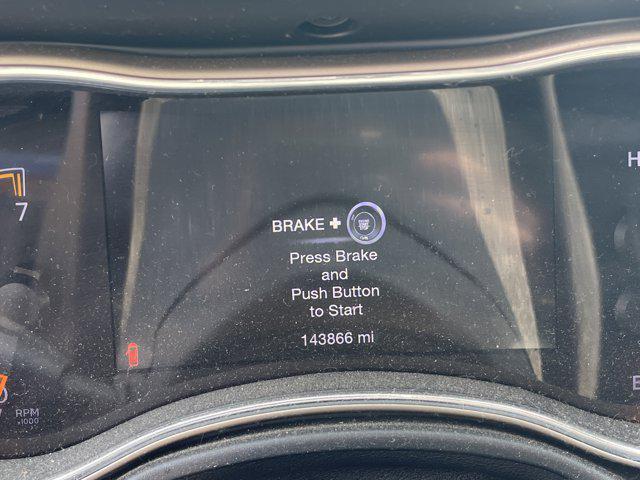 H
7
BRAKE +
Press Brake
and
Push Button
to Start
143866 mi
E
RPM
x1000